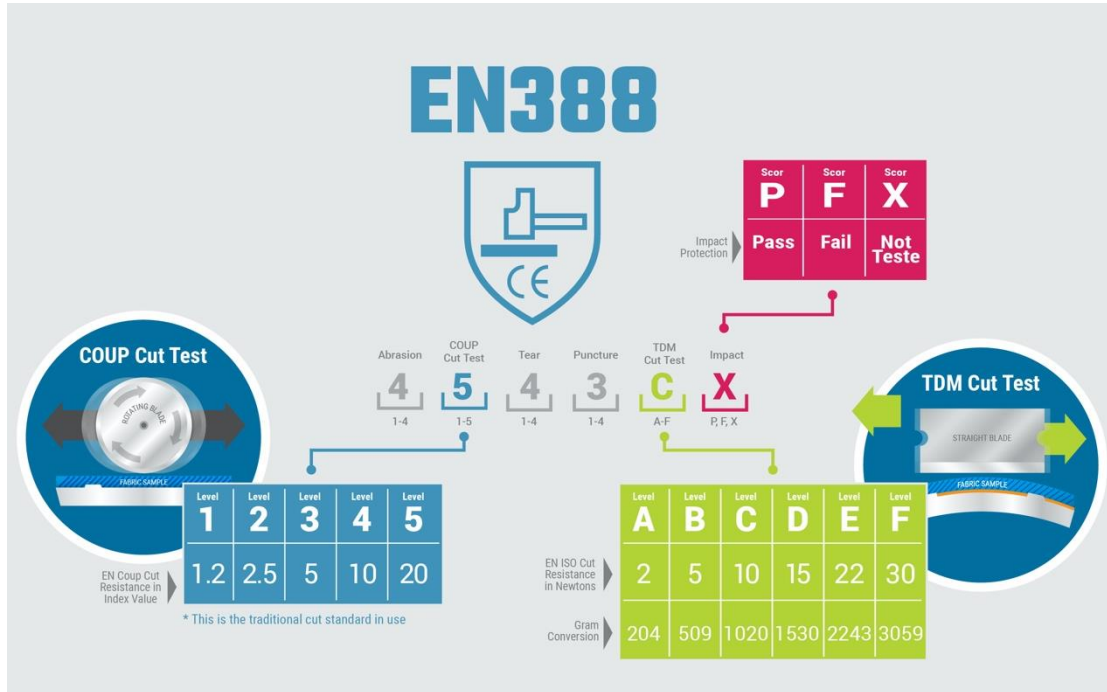 EN388
CE
Scor Scor Scor
P F X
Impact
Protection
Pass Fail Not
Teste
COUP Cut Test
ROTATING BLADE
FABRIC SAMPLE
Abrasion COUP
Cut Test Tear Puncture TDM
Cut Test Impact
4 5 4 3 C X
1-4 1-5 1-4 1-4 A-F P, F, X
TDM Cut Test
STRAIGHT BLADE
FABRIC SAMPLE
Level Level Level Level Level
1 2 3 4 5
EN Coup Cut
Resistance in
Index Value
1.2 2.5 5 10 20
* This is the traditional cut standard in use
Level Level Level Level Level Level
A B C D E F
EN ISO Cut
Resistance
in Newtons
2 5 10 15 22 30
Gram
Conversion
204 509 1020 1530 2243 3059